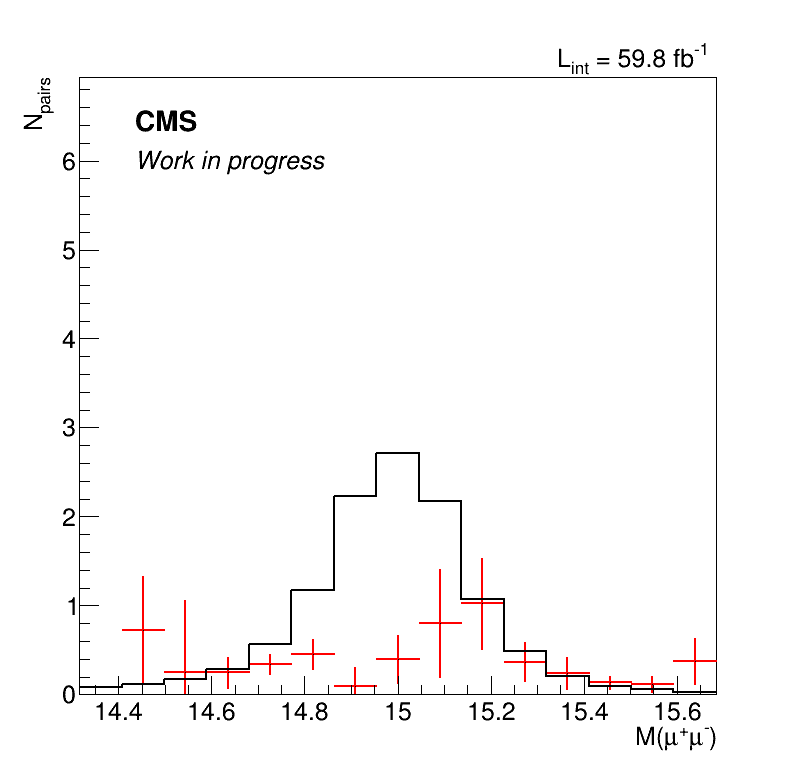 L_int = 59.8 fb^-1
N_pairs
CMS
Work in progress
6
5
4
3
2
1
0
14.4 14.6 14.8 15 15.2 15.4 15.6
M(μ⁺μ⁻)